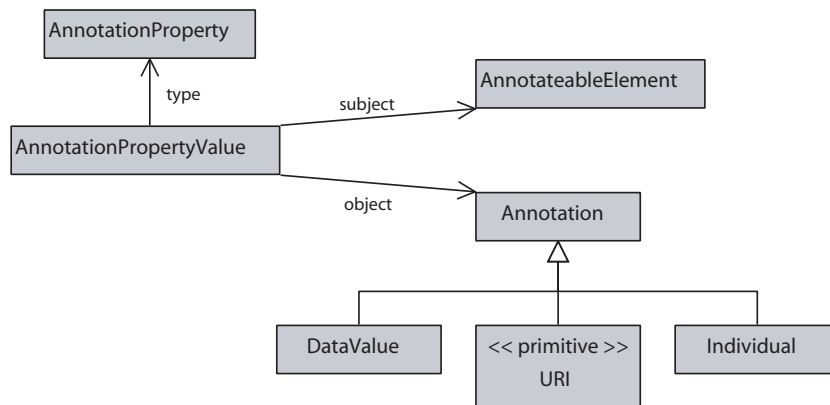 AnnotationProperty
type
AnnotationPropertyValue
subject
AnnotateableElement
object
Annotation
DataValue
<< primitive >>
URI
Individual